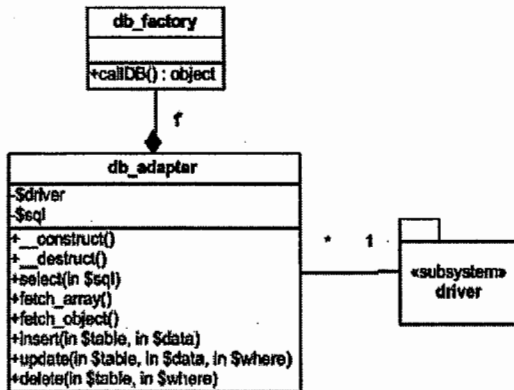 db_factory
+callDB() : object
1
db_adapter
-$driver
-$sql
+__construct()
+__destruct()
+select(in $sql)
+fetch_array()
+fetch_object()
+insert(in $table, in $data)
+update(in $table, in $data, in $where)
+delete(in $table, in $where)
* 1
«subsystem»
driver